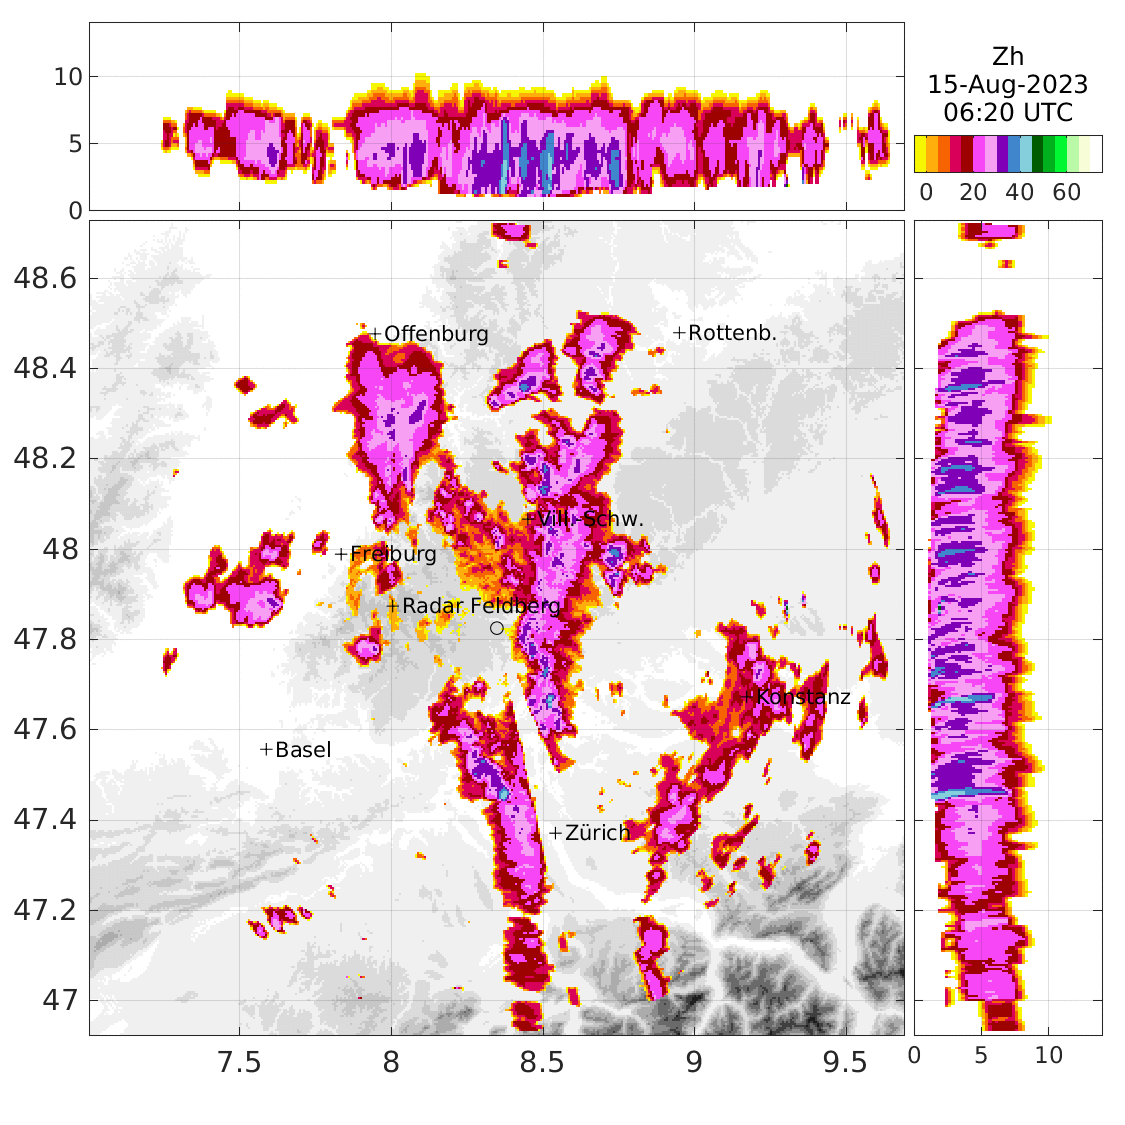 Zh
15-Aug-2023
06:20 UTC
0 20 40 60
10
5
0
48.6
48.4
48.2
48
47.8
47.6
47.4
47.2
47
+Offenburg
+Rottenb.
+Villi-Schw.
+Freiburg
+Radar Feldberg
+Konstanz
+Basel
+Zürich
7.5 8 8.5 9 9.5
0 5 10